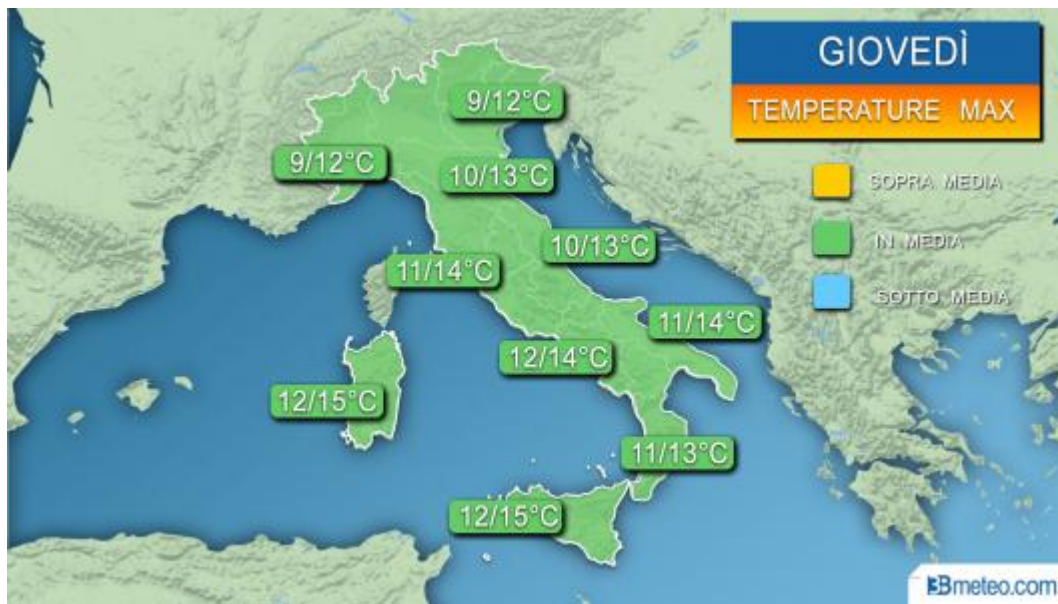 GIOVEDÌ
TEMPERATURE MAX
SOPRA MEDIA
IN MEDIA
SOTTO MEDIA
9/12°C
9/12°C
10/13°C
10/13°C
11/14°C
11/14°C
12/14°C
12/15°C
11/13°C
12/15°C
3Bmeteo.com